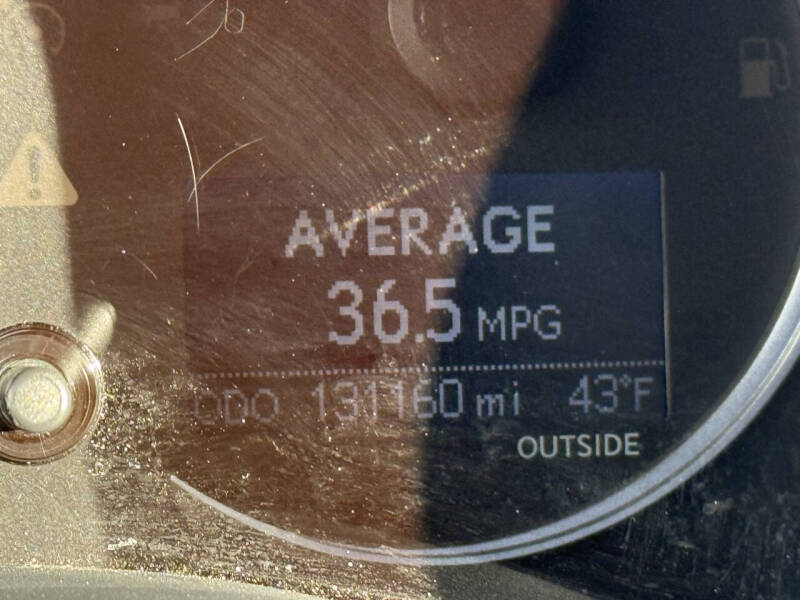 AVERAGE
36.5 MPG
ODO 131160 mi 43°F
OUTSIDE